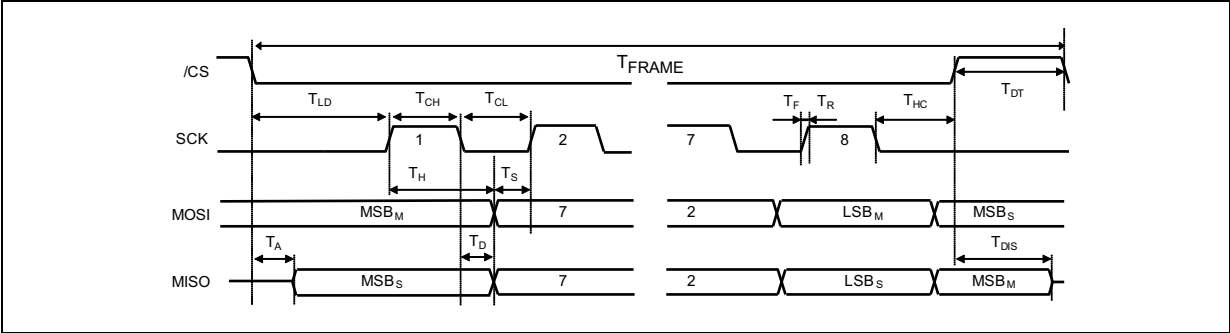 T_FRAME
/CS
T_DT
T_LD T_CH T_CL T_F T_R T_HC
SCK 1 2 7 8
T_H T_S
MOSI MSB_M 7 2 LSB_M MSB_S
T_A T_D T_DIS
MISO MSB_S 7 2 LSB_S MSB_M